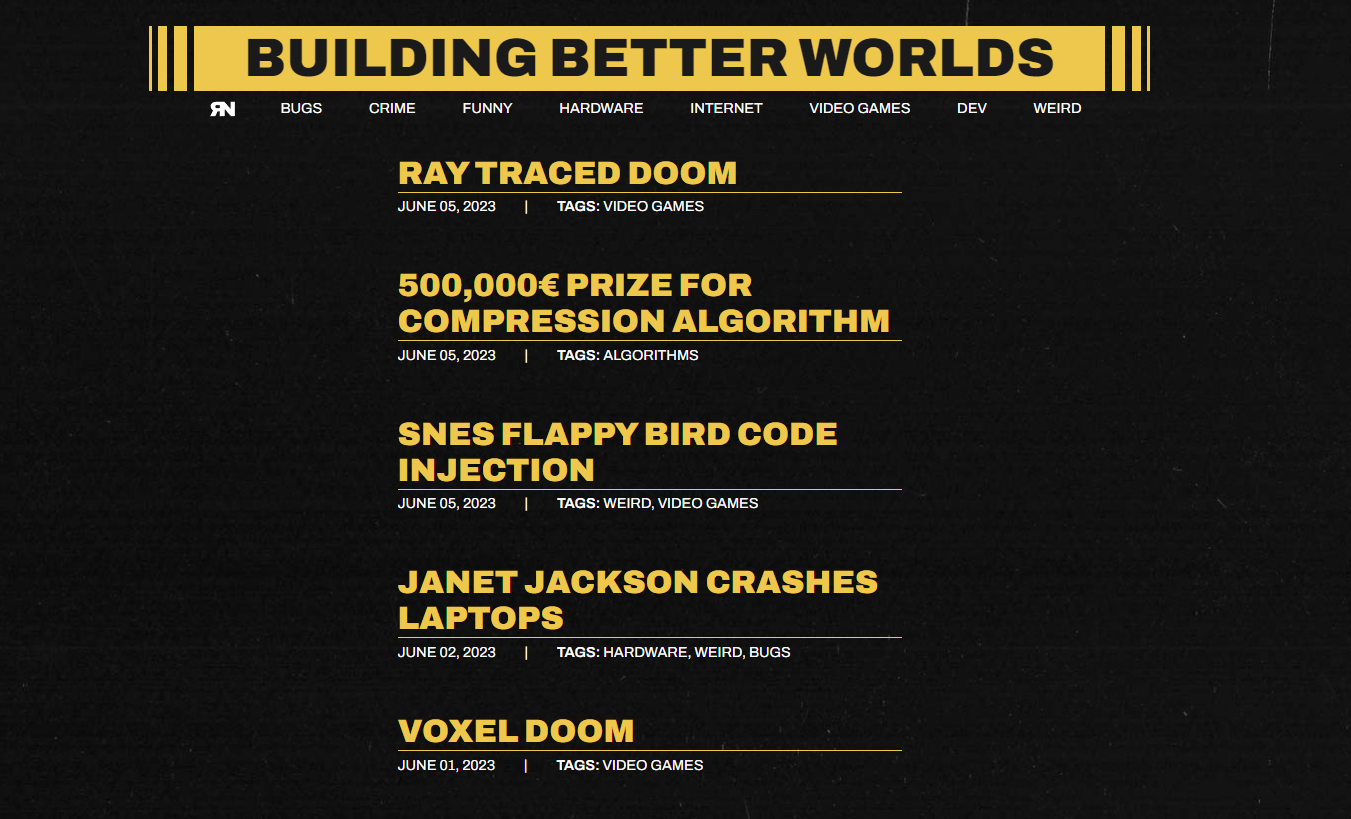 BUILDING BETTER WORLDS
ЯN BUGS CRIME FUNNY HARDWARE INTERNET VIDEO GAMES DEV WEIRD
RAY TRACED DOOM
JUNE 05, 2023 | TAGS: VIDEO GAMES
500,000€ PRIZE FOR
COMPRESSION ALGORITHM
JUNE 05, 2023 | TAGS: ALGORITHMS
SNES FLAPPY BIRD CODE
INJECTION
JUNE 05, 2023 | TAGS: WEIRD, VIDEO GAMES
JANET JACKSON CRASHES
LAPTOPS
JUNE 02, 2023 | TAGS: HARDWARE, WEIRD, BUGS
VOXEL DOOM
JUNE 01, 2023 | TAGS: VIDEO GAMES